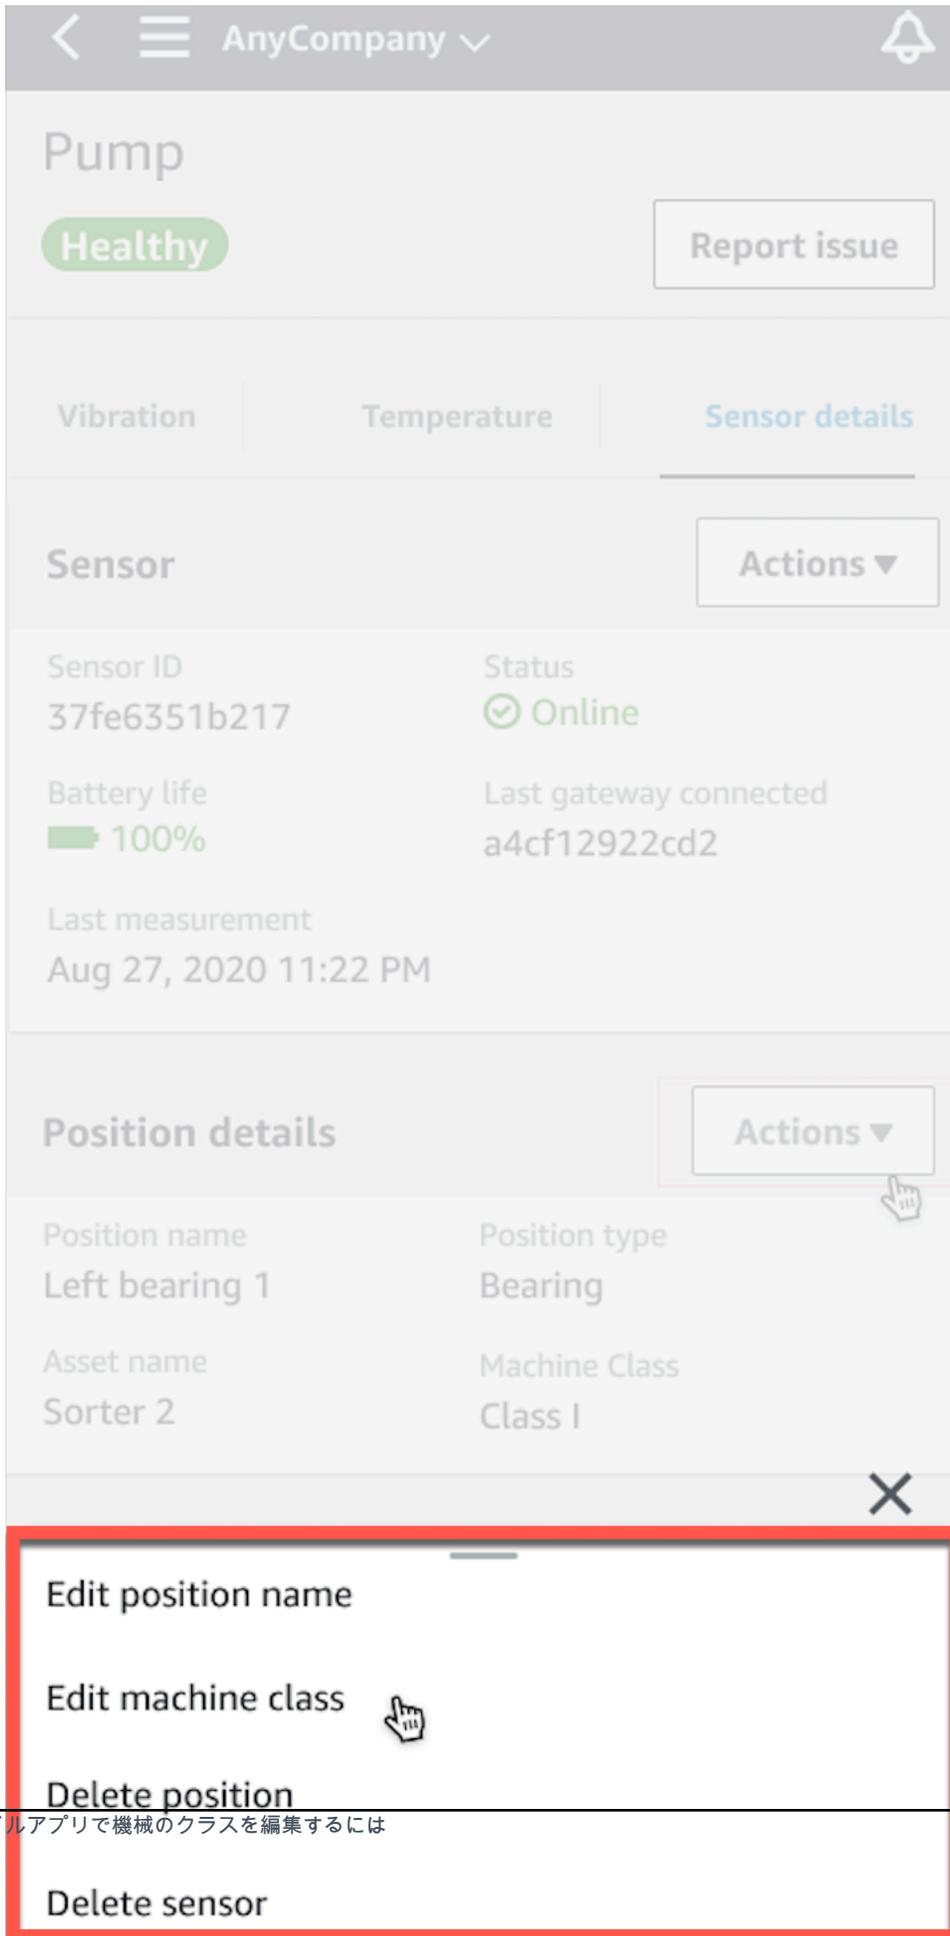 AnyCompany
Pump
Healthy
Report issue
Vibration
Temperature
Sensor details
Sensor
Actions
Sensor ID
Status
37fe6351b217
Online
Battery life
Last gateway connected
100%
a4cf12922cd2
Last measurement
Aug 27, 2020 11:22 PM
Position details
Actions
Position name
Position type
Left bearing 1
Bearing
Asset name
Machine Class
Sorter 2
Class I
Edit position name
Edit machine class
Delete position
ルアプリで機械のクラスを編集するには
Delete sensor